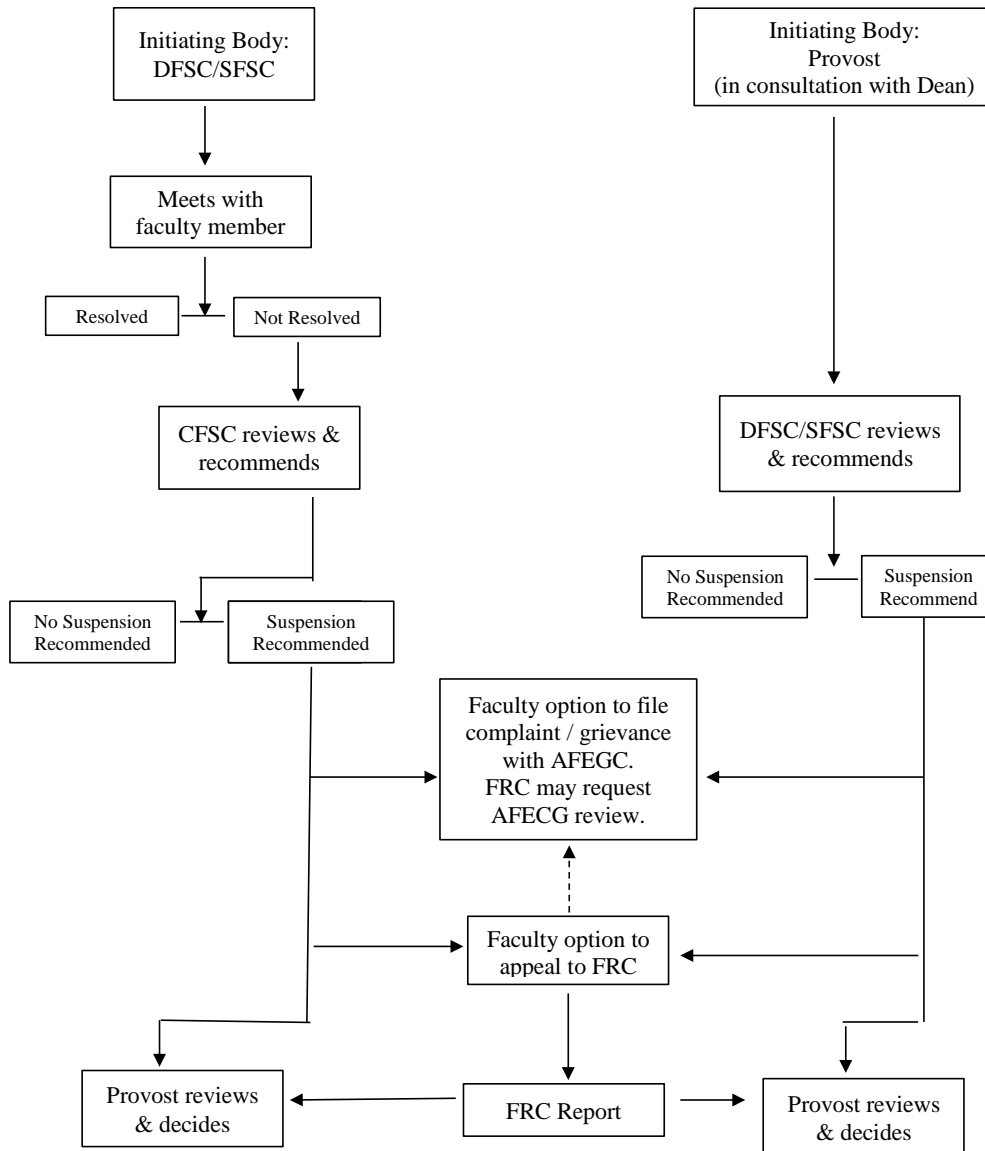 Initiating Body:
DFSC/SFSC
Initiating Body:
Provost
(in consultation with Dean)
Meets with
faculty member
Resolved
Not Resolved
CFSC reviews &
recommends
DFSC/SFSC reviews
& recommends
No Suspension
Recommended
Suspension
Recommend
No Suspension
Recommended
Suspension
Recommended
Faculty option to file
complaint / grievance
with AFEGC.
FRC may request
AFECG review.
Faculty option to
appeal to FRC
Provost reviews
& decides
FRC Report
Provost reviews
& decides